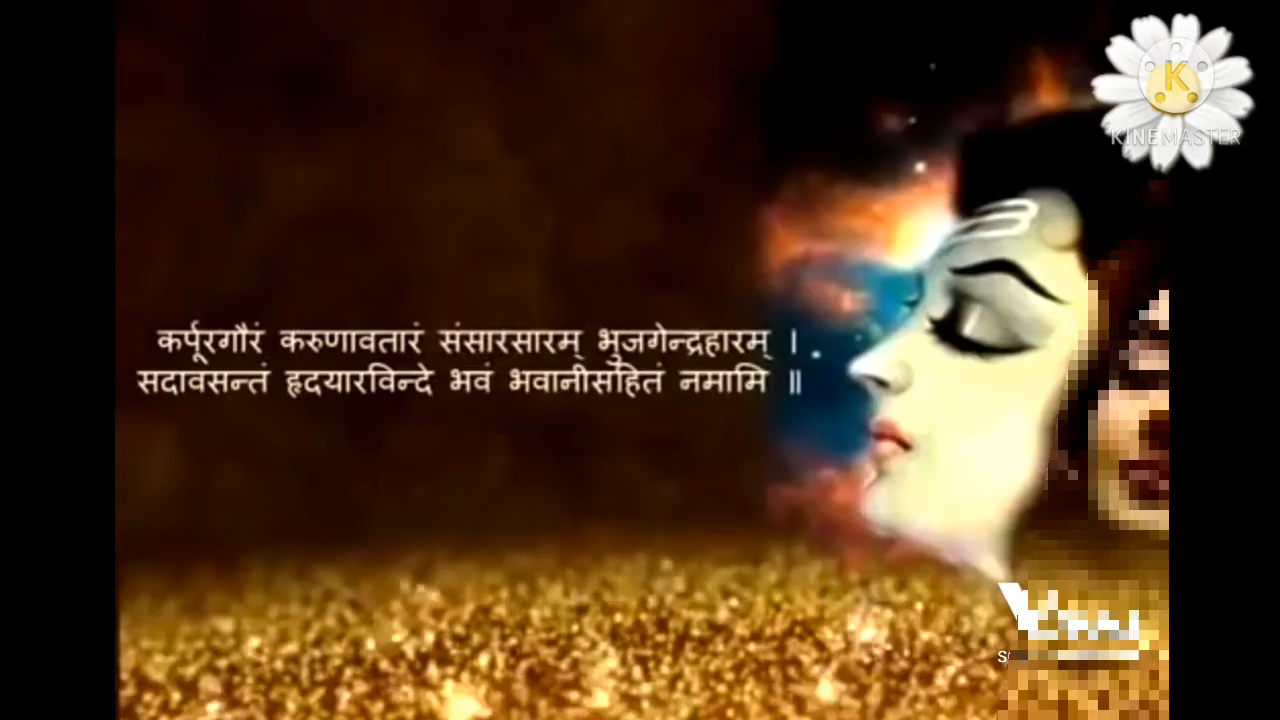 KINEMASTER
कर्पूरगौरं करुणावतारं संसारसारम् भुजगेन्द्रहारम् ।
सदावसन्तं हृदयारविन्दे भवं भवानीसहितं नमामि ॥